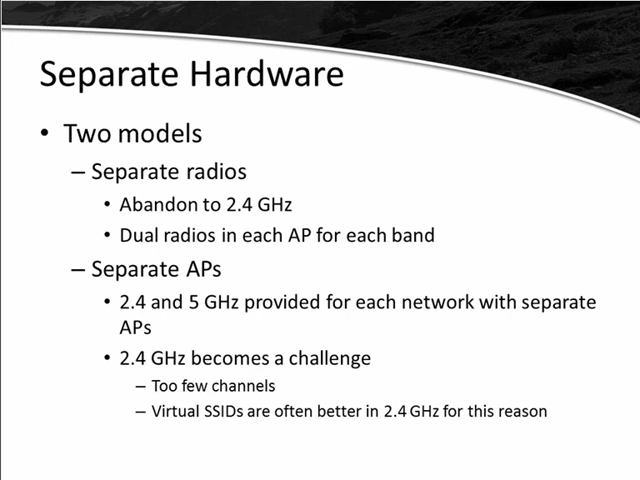 Separate Hardware
• Two models
– Separate radios
• Abandon to 2.4 GHz
• Dual radios in each AP for each band
– Separate APs
• 2.4 and 5 GHz provided for each network with separate
APs
• 2.4 GHz becomes a challenge
– Too few channels
– Virtual SSIDs are often better in 2.4 GHz for this reason